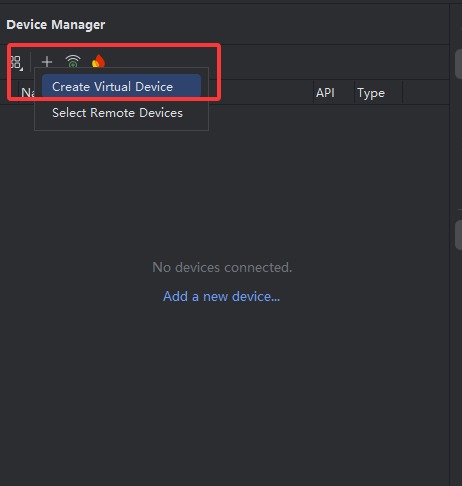 Device Manager
Create Virtual Device
Na
API
Type
Select Remote Devices
No devices connected.
Add a new device...